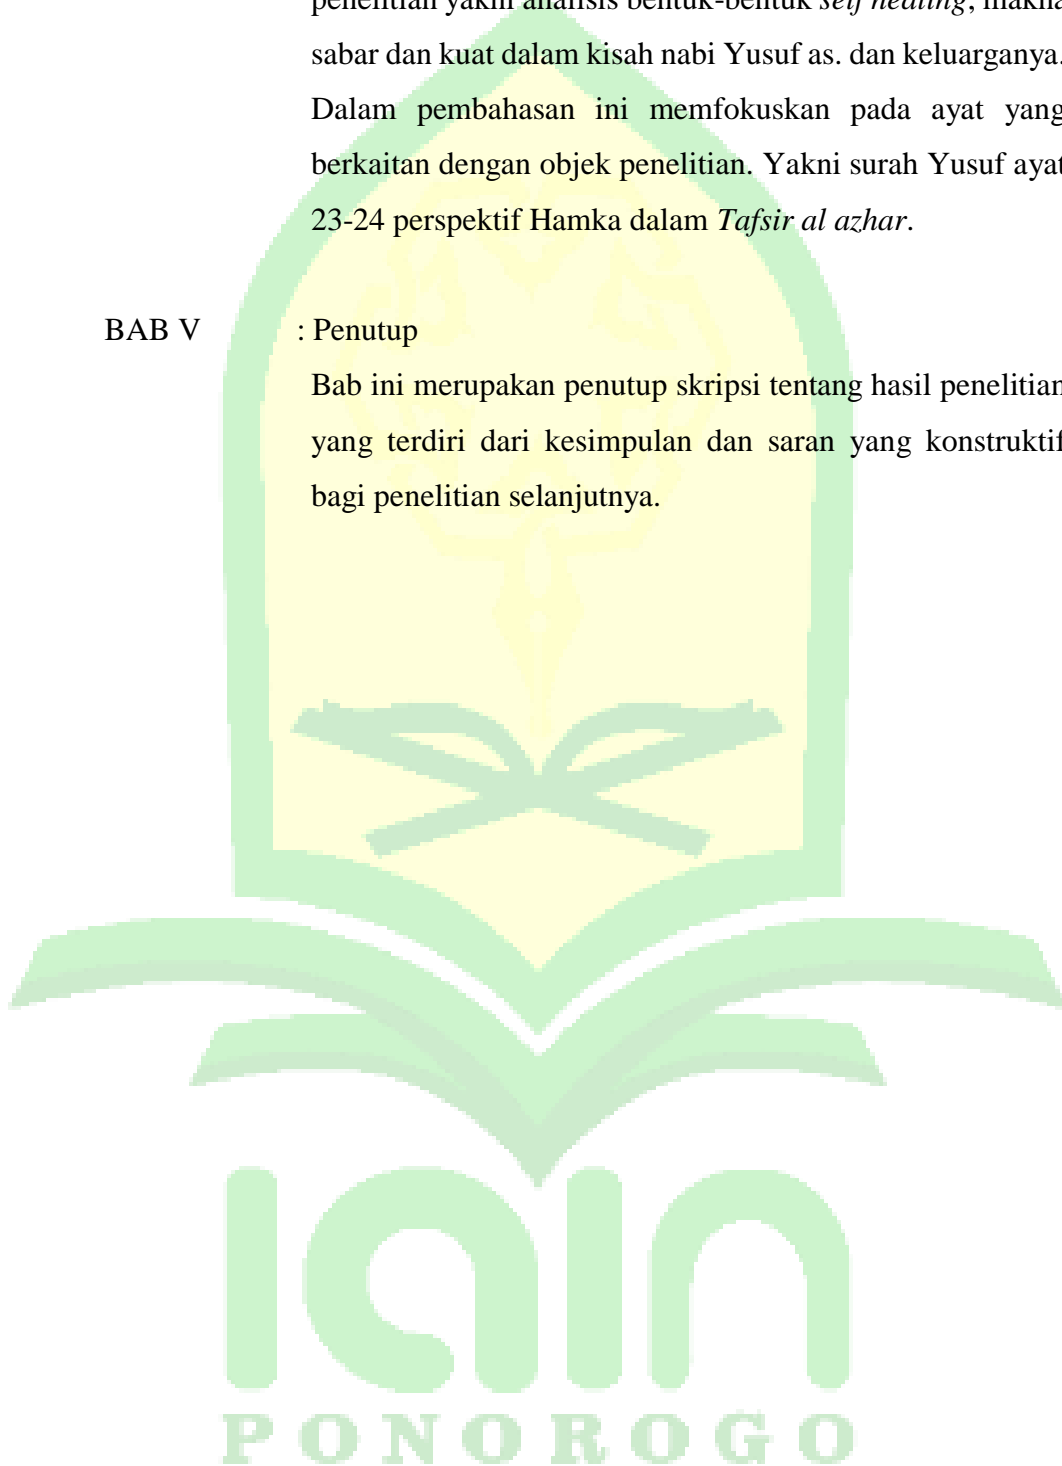 penelitian yakni analisis bentuk-bentuk self healing, makna
sabar dan kuat dalam kisah nabi Yusuf as. dan keluarganya.
Dalam pembahasan ini memfokuskan pada ayat yang
berkaitan dengan objek penelitian. Yakni surah Yusuf ayat
23-24 perspektif Hamka dalam Tafsir al azhar.
BAB V : Penutup
Bab ini merupakan penutup skripsi tentang hasil penelitian
yang terdiri dari kesimpulan dan saran yang konstruktif
bagi penelitian selanjutnya.
iain
PONOROGO